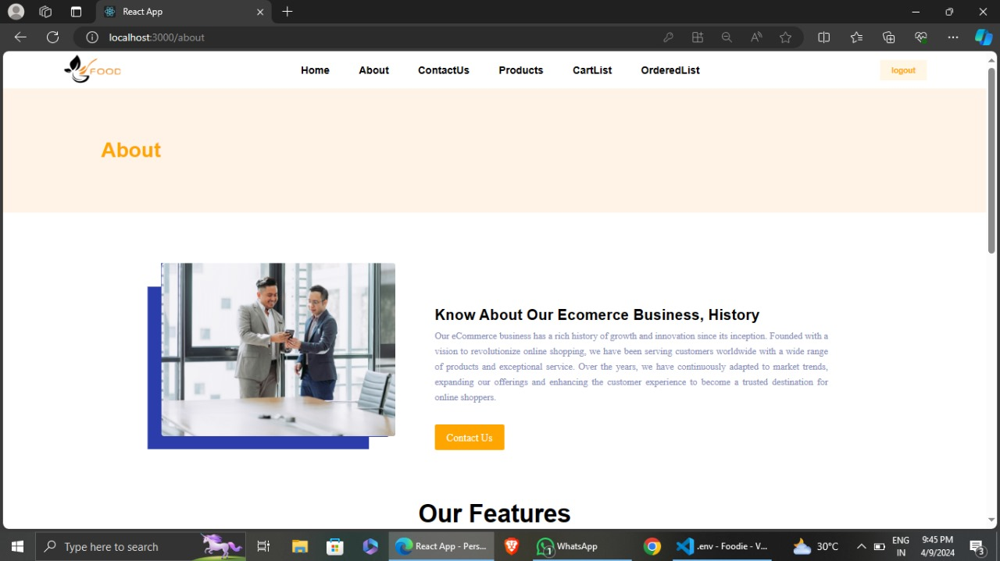 React App
localhost:3000/about
FOOD
Home About ContactUs Products CartList OrderedList
logout
About
Know About Our Ecomerce Business, History
Our eCommerce business has a rich history of growth and innovation since its inception. Founded with a
vision to revolutionize online shopping, we have been serving customers worldwide with a wide range
of products and exceptional service. Over the years, we have continuously adapted to market trends,
expanding our offerings and enhancing the customer experience to become a trusted destination for
online shoppers.
Contact Us
Our Features
Type here to search
React App - Pers...
1
WhatsApp
.env - Foodie - V...
30°C
ENG
IN
9:45 PM
4/9/2024
3